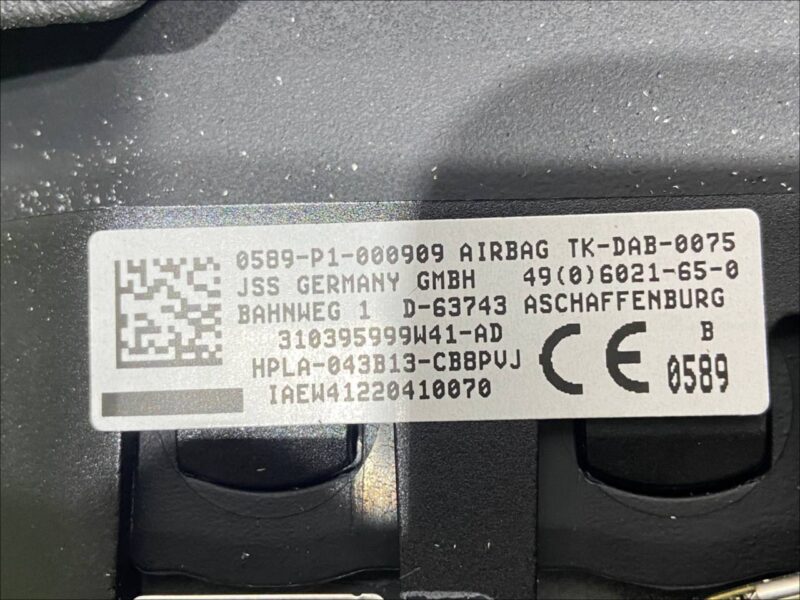 0589-P1-000909 AIRBAG TK-DAB-0075
JSS GERMANY GMBH 49(0)6021-65-0
BAHNWEG 1 D-63743 ASCHAFFENBURG
310395999W41-AD
HPLA-043B13-CB8PVJ
IAEW41220410070
CE
B
0589